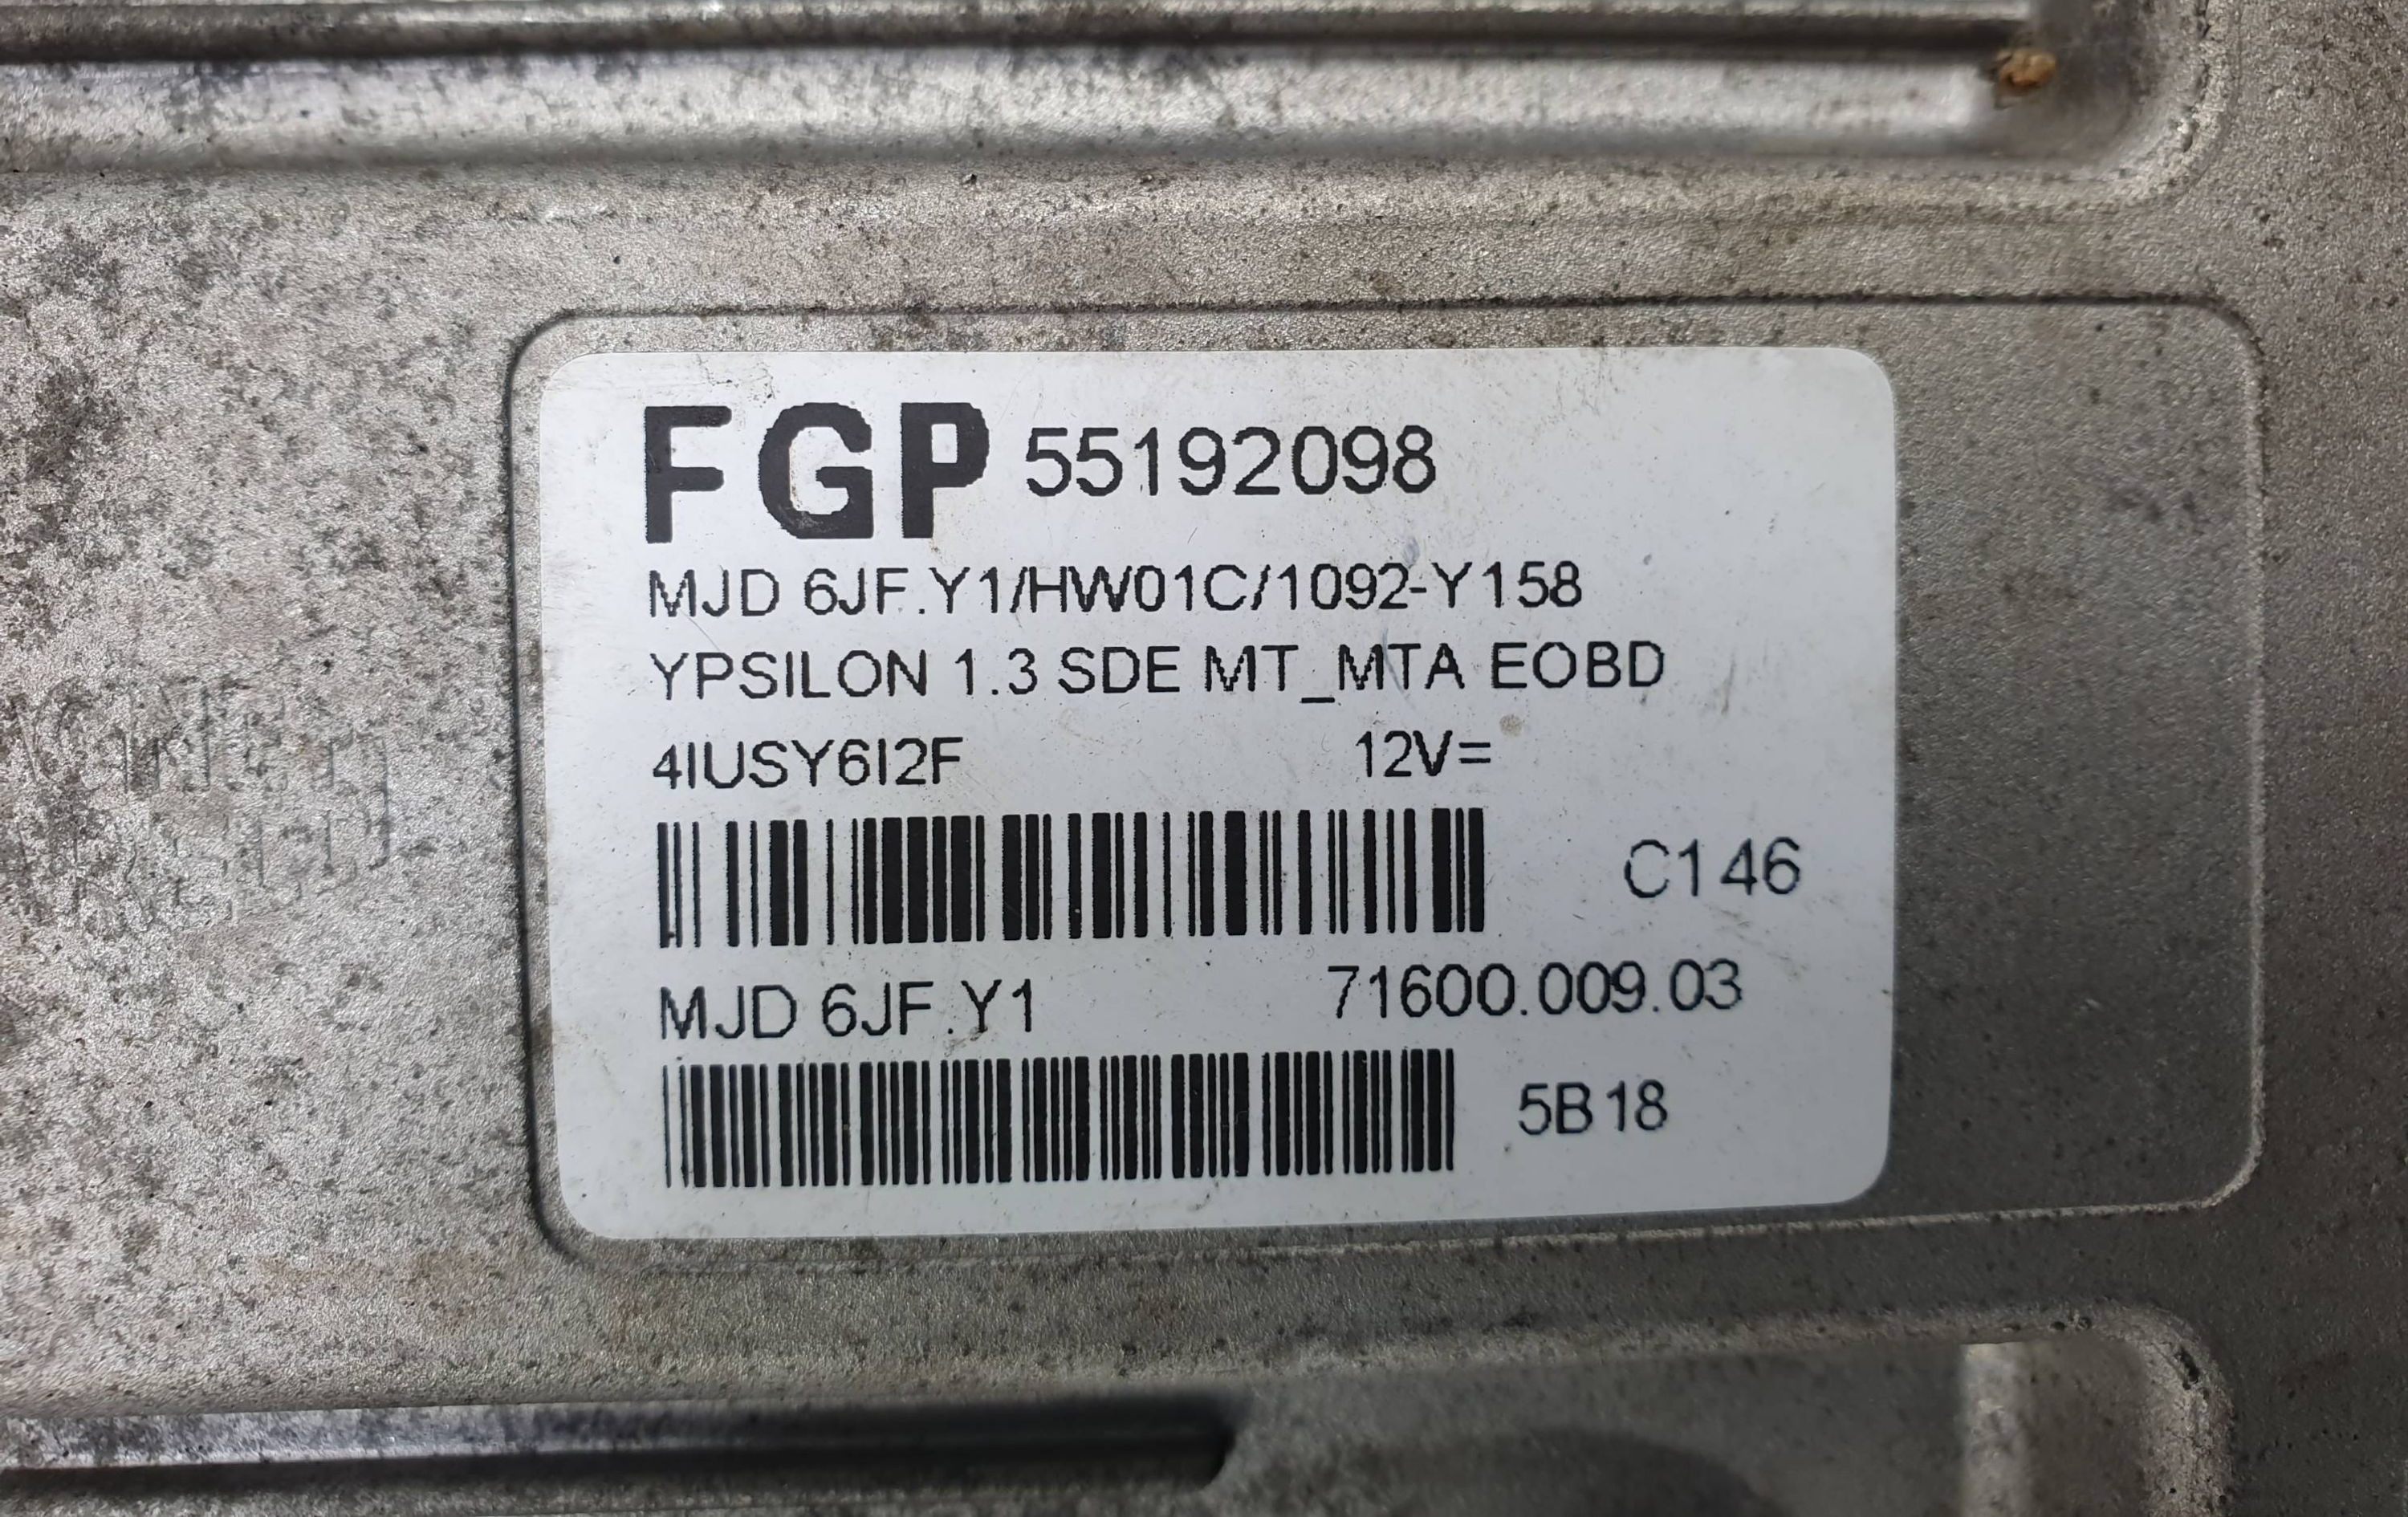 FGP 55192098
MJD 6JF.Y1/HW01C/1092-Y158
YPSILON 1.3 SDE MT_MTA EOBD
4IUSY6I2F 12V=
C146
MJD 6JF.Y1 71600.009.03
5B18